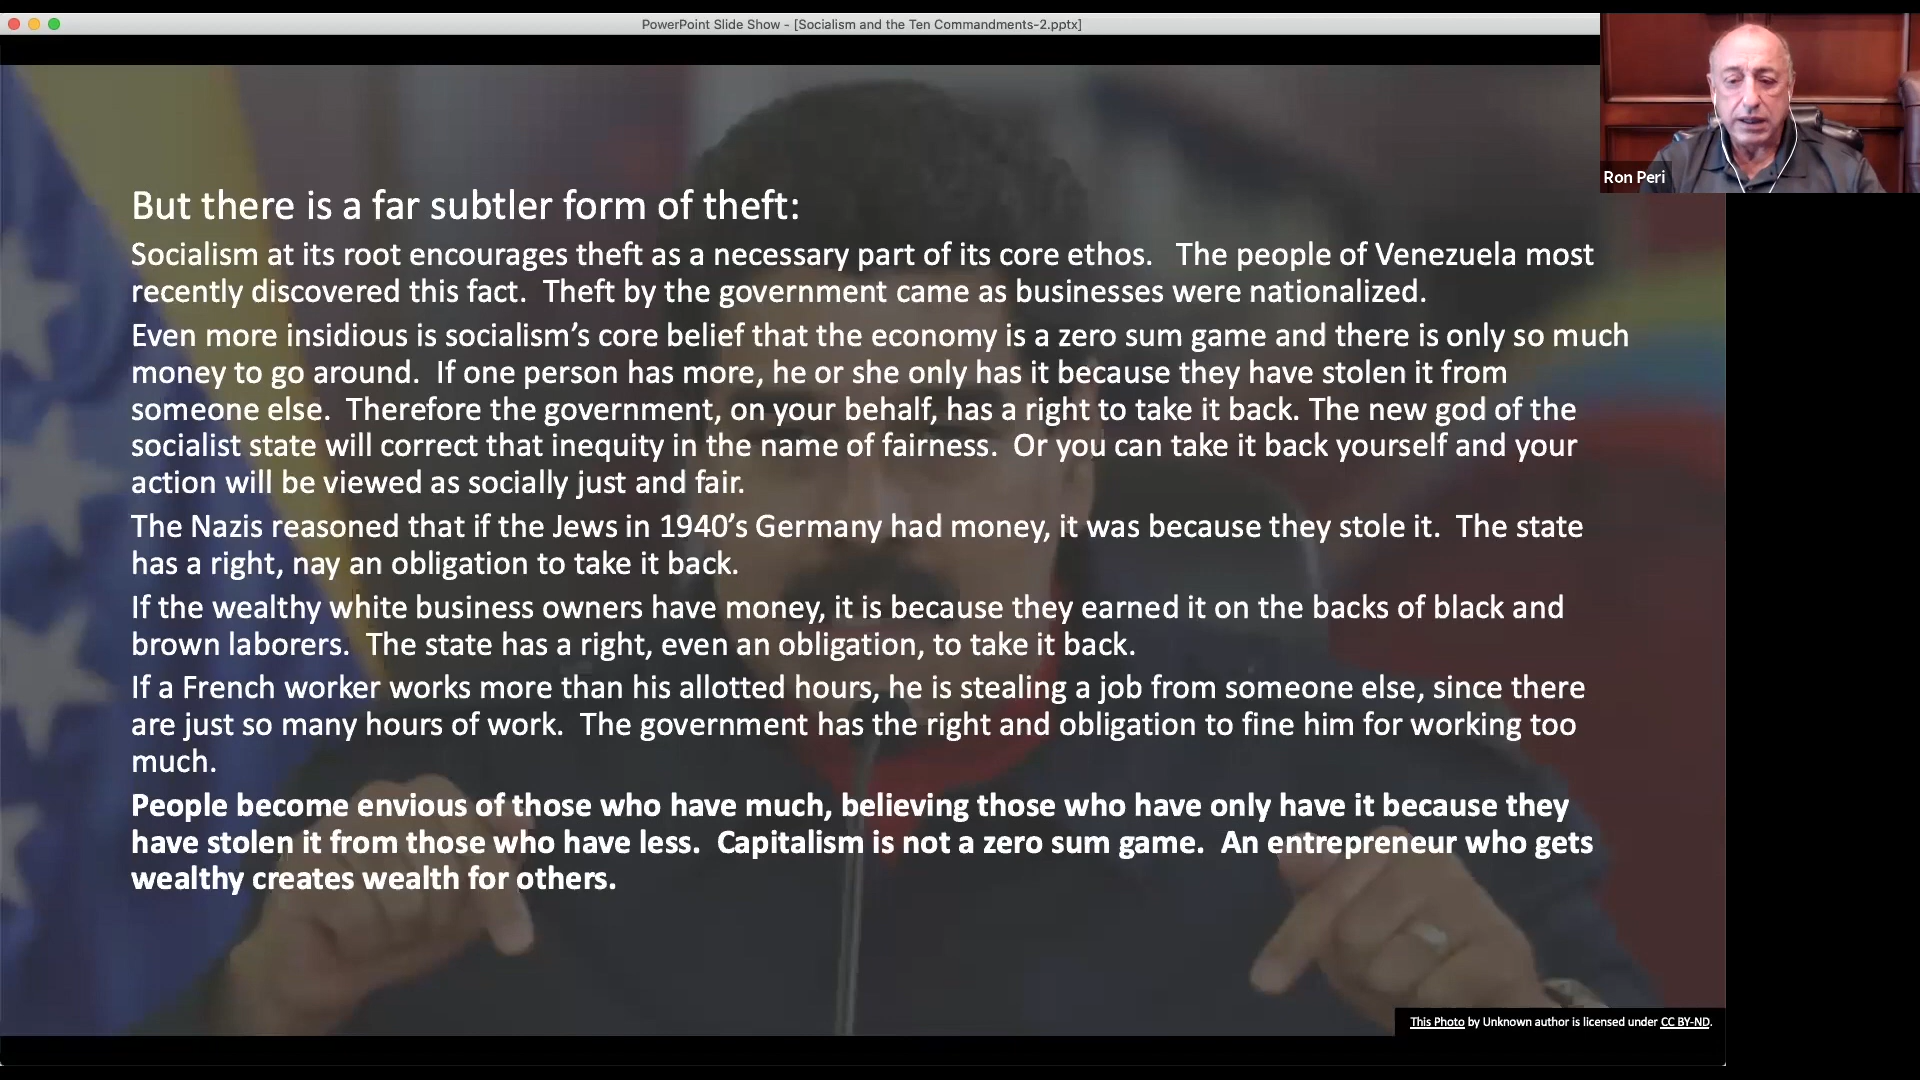 PowerPoint Slide Show - [Socialism and the Ten Commandments-2.pptx]
Ron Peri
But there is a far subtler form of theft:
Socialism at its root encourages theft as a necessary part of its core ethos.   The people of Venezuela most
recently discovered this fact.  Theft by the government came as businesses were nationalized.
Even more insidious is socialism’s core belief that the economy is a zero sum game and there is only so much
money to go around.  If one person has more, he or she only has it because they have stolen it from
someone else.  Therefore the government, on your behalf, has a right to take it back. The new god of the
socialist state will correct that inequity in the name of fairness.  Or you can take it back yourself and your
action will be viewed as socially just and fair.
The Nazis reasoned that if the Jews in 1940’s Germany had money, it was because they stole it.  The state
has a right, nay an obligation to take it back.
If the wealthy white business owners have money, it is because they earned it on the backs of black and
brown laborers.  The state has a right, even an obligation, to take it back.
If a French worker works more than his allotted hours, he is stealing a job from someone else, since there
are just so many hours of work.  The government has the right and obligation to fine him for working too
much.
People become envious of those who have much, believing those who have only have it because they
have stolen it from those who have less.  Capitalism is not a zero sum game.  An entrepreneur who gets
wealthy creates wealth for others.
This Photo by Unknown author is licensed under CC BY-ND.